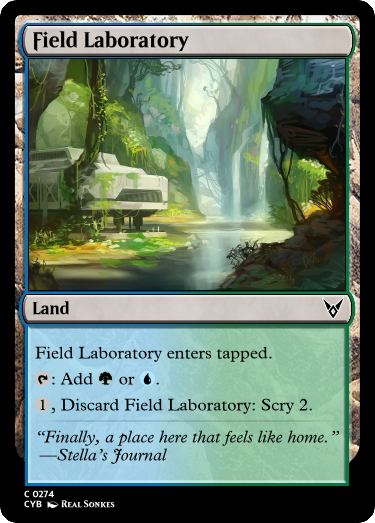 Field Laboratory
Land
Field Laboratory enters tapped.
: Add or .
1, Discard Field Laboratory: Scry 2.
“Finally, a place here that feels like home.”
—Stella’s Journal
C 0274
CYB Real Sonkes